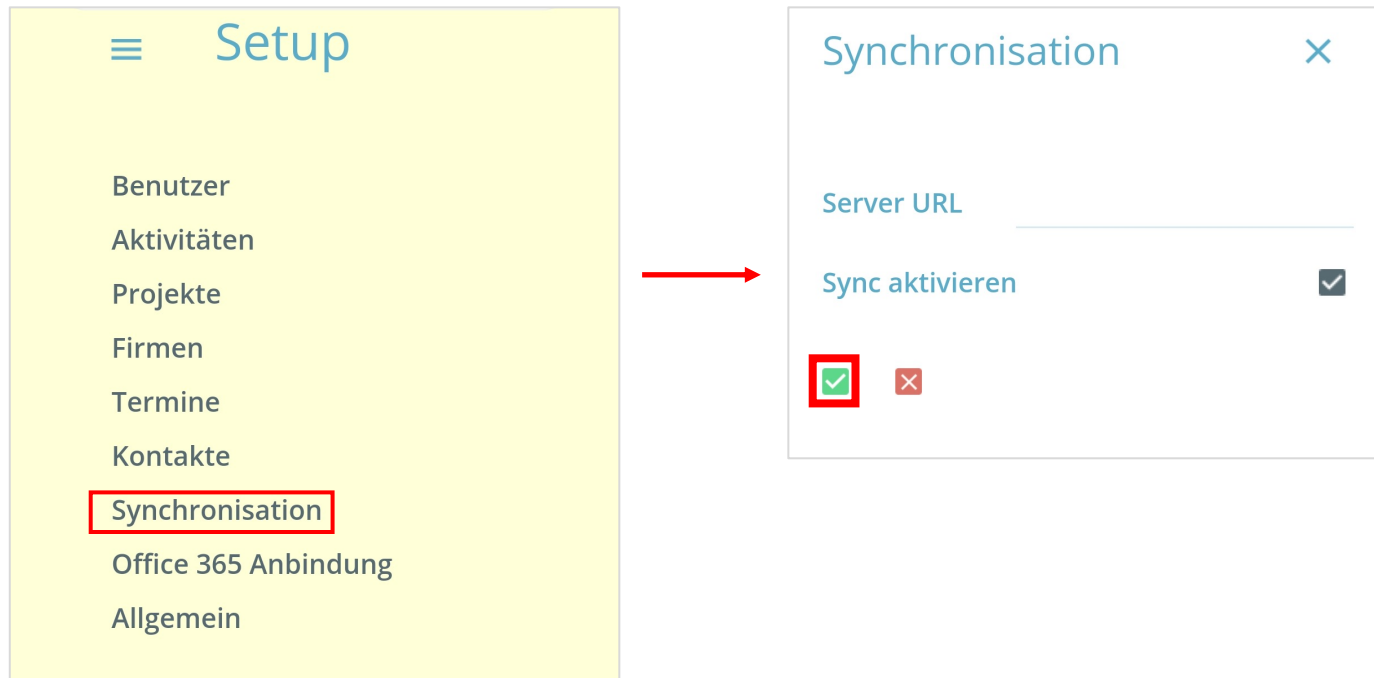 Setup
Benutzer
Aktivitäten
Projekte
Firmen
Termine
Kontakte
Synchronisation
Office 365 Anbindung
Allgemein
Synchronisation
Server URL
Sync aktivieren